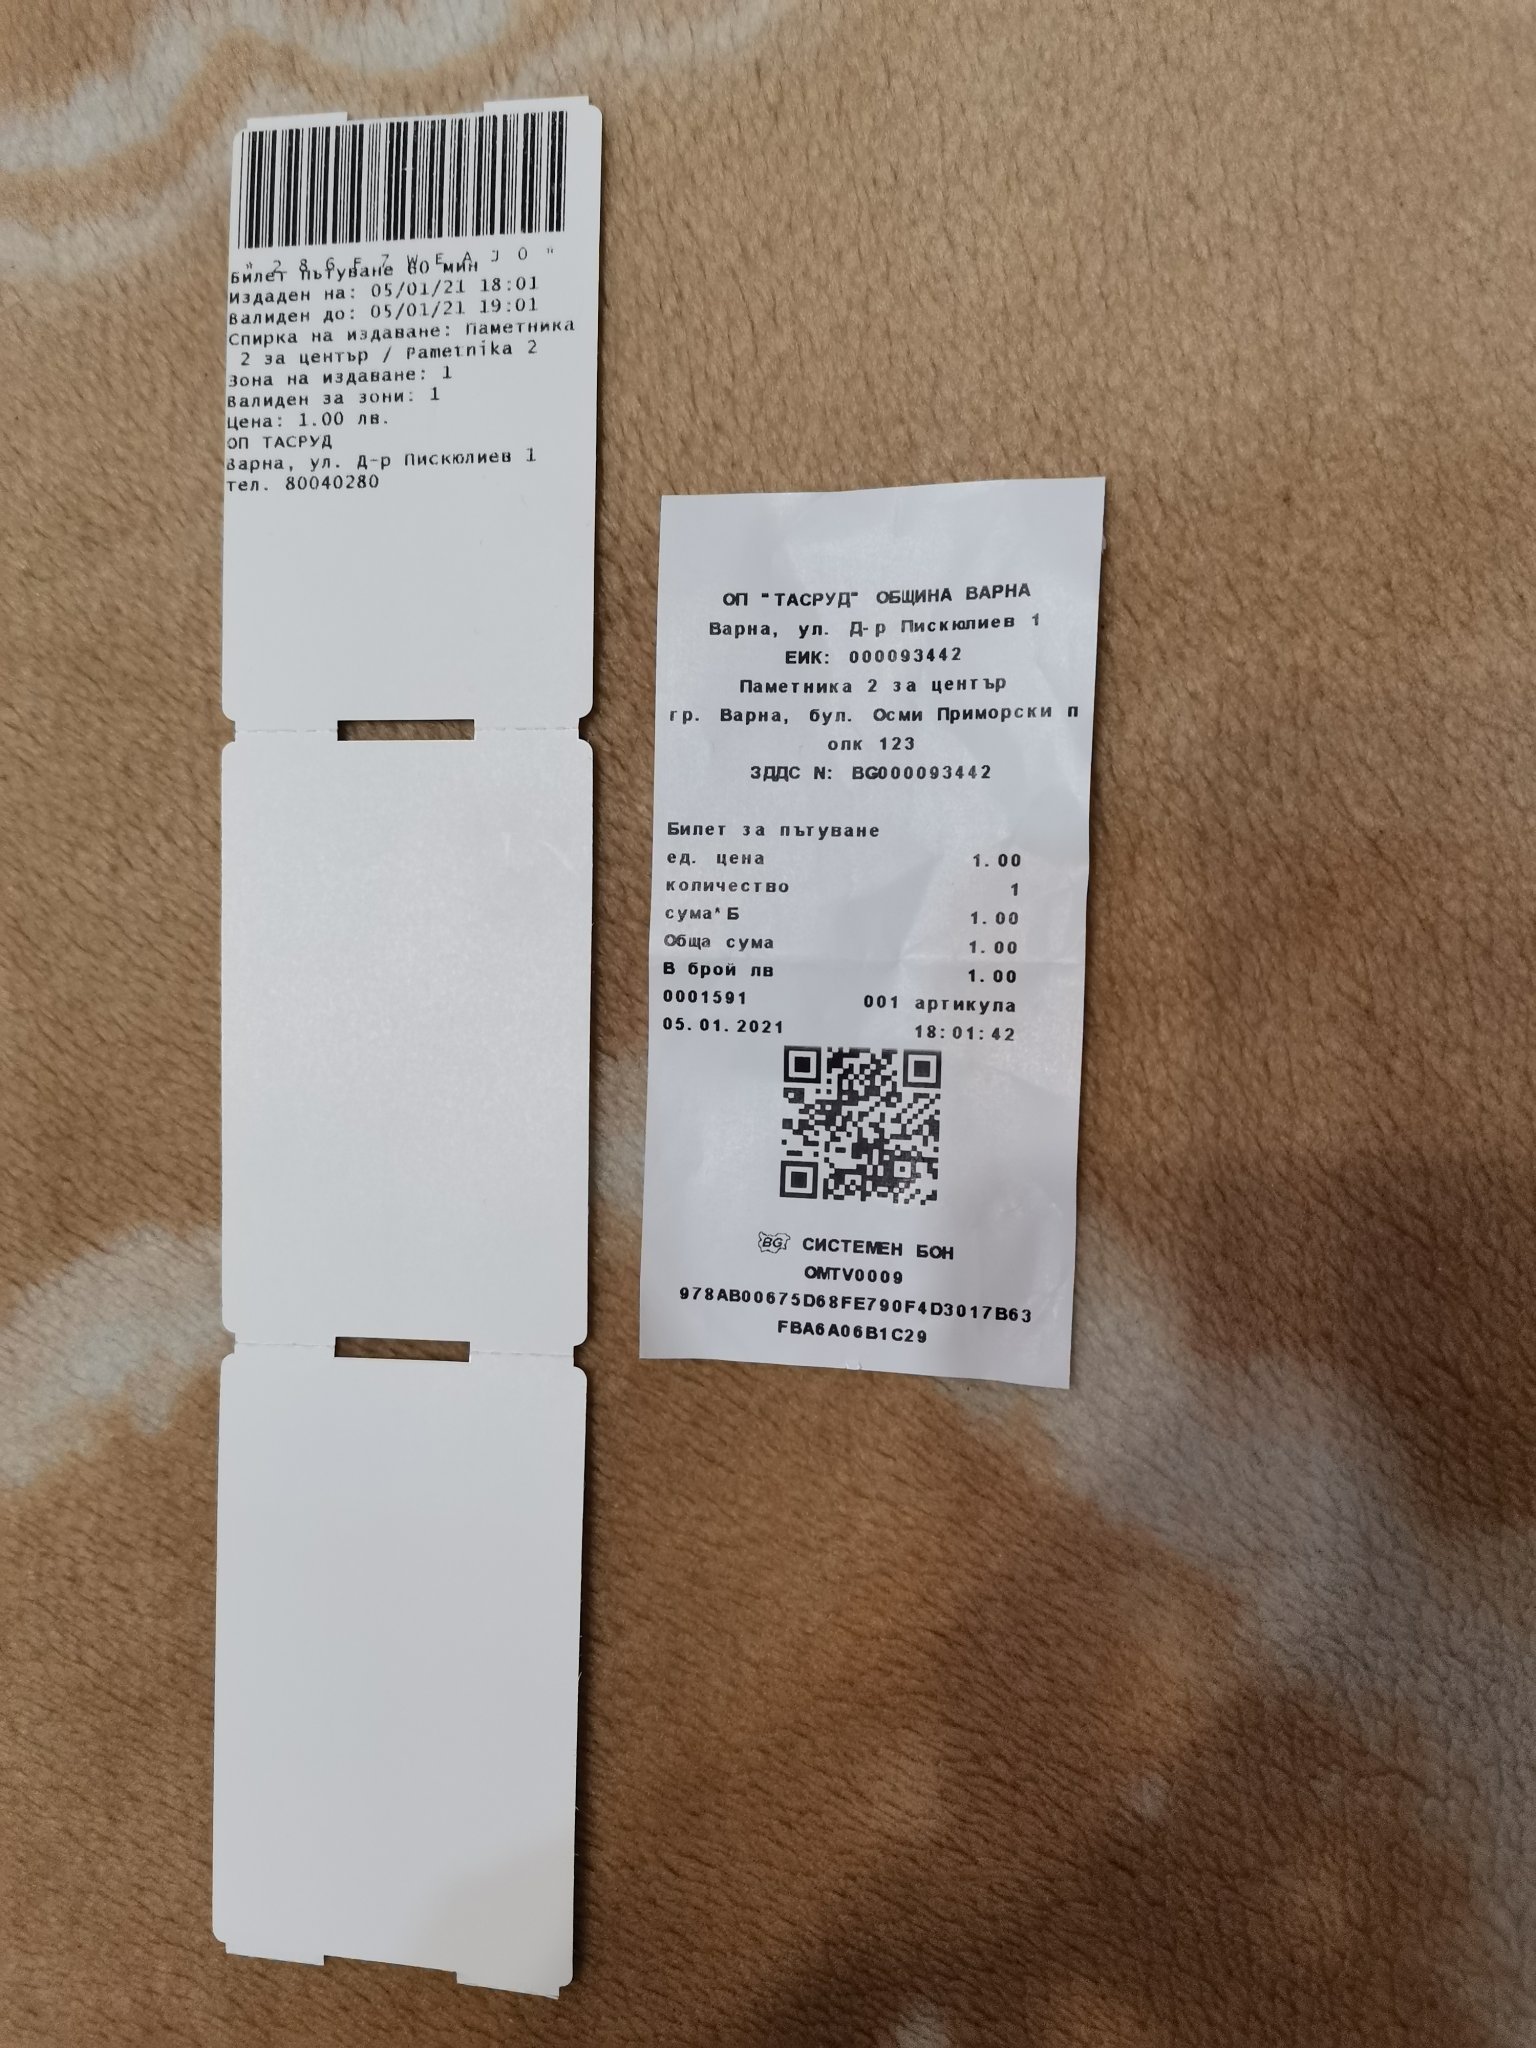 " 2 8 G F 7 W E A J O "
Билет пътуване 60 мин
Издаден на: 05/01/21 18:01
Валиден до: 05/01/21 19:01
Спирка на издаване: Паметника
2 за център / Pametnika 2
Зона на издаване: 1
Валиден за зони: 1
Цена: 1.00 лв.
ОП ТАСРУД
Варна, ул. Д-р Пискюлиев 1
тел. 80040280
ОП "ТАСРУД" ОБЩИНА ВАРНА
Варна, ул. Д-р Пискюлиев 1
ЕИК: 000093442
Паметника 2 за център
гр. Варна, бул. Осми Приморски п
олк 123
ЗДДС N: BG000093442
Билет за пътуване
ед. цена 1.00
количество 1
сума*Б 1.00
Обща сума 1.00
В брой лв 1.00
0001591 001 артикула
05.01.2021 18:01:42
BG СИСТЕМЕН БОН
OMTV0009
978AB00675D68FE790F4D3017B63
FBA6A06B1C29